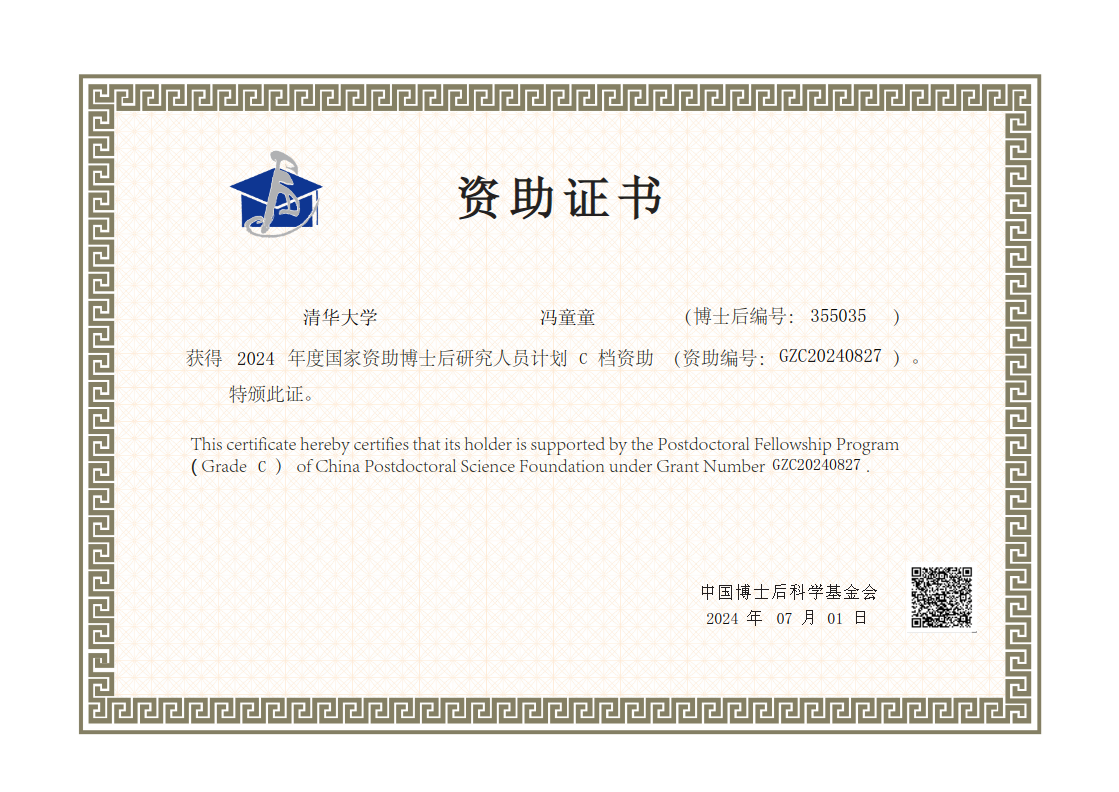 资助证书
清华大学 冯童童 （博士后编号： 355035 ）
获得 2024 年度国家资助博士后研究人员计划 C 档资助 （资助编号： GZC20240827 ）。
特颁此证。
This certificate hereby certifies that its holder is supported by the Postdoctoral Fellowship Program
( Grade C ） of China Postdoctoral Science Foundation under Grant Number GZC20240827 .
中国博士后科学基金会
2024 年 07 月 01 日